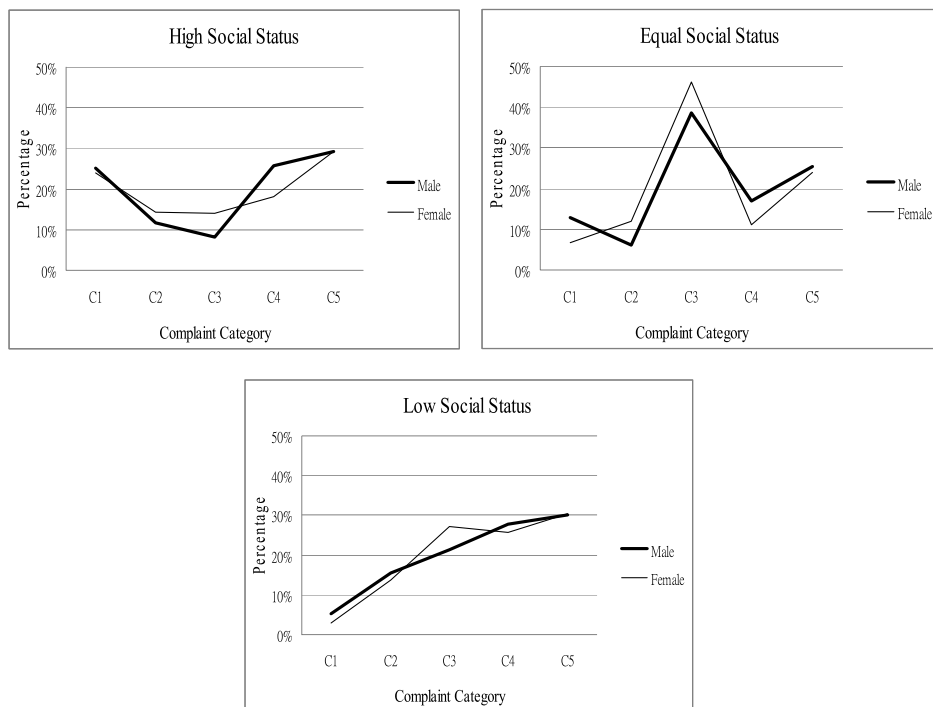 High Social Status
50%
40%
30%
20%
10%
0%
Percentage
C1 C2 C3 C4 C5
Complaint Category
Male
Female
Equal Social Status
50%
40%
30%
20%
10%
0%
Percentage
C1 C2 C3 C4 C5
Complaint Category
Male
Female
Low Social Status
50%
40%
30%
20%
10%
0%
Percentage
C1 C2 C3 C4 C5
Complaint Category
Male
Female